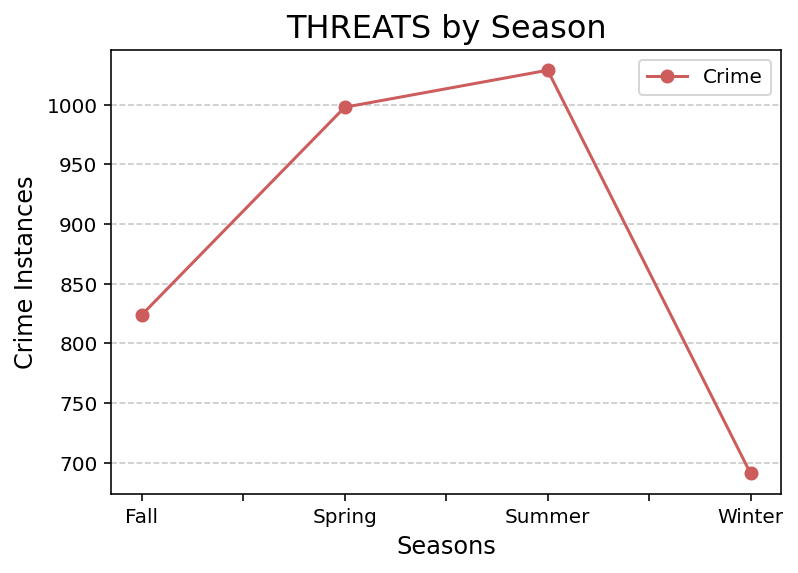 THREATS by Season
Crime
1000
950
900
850
800
750
700
Crime Instances
Fall
Spring
Summer
Winter
Seasons